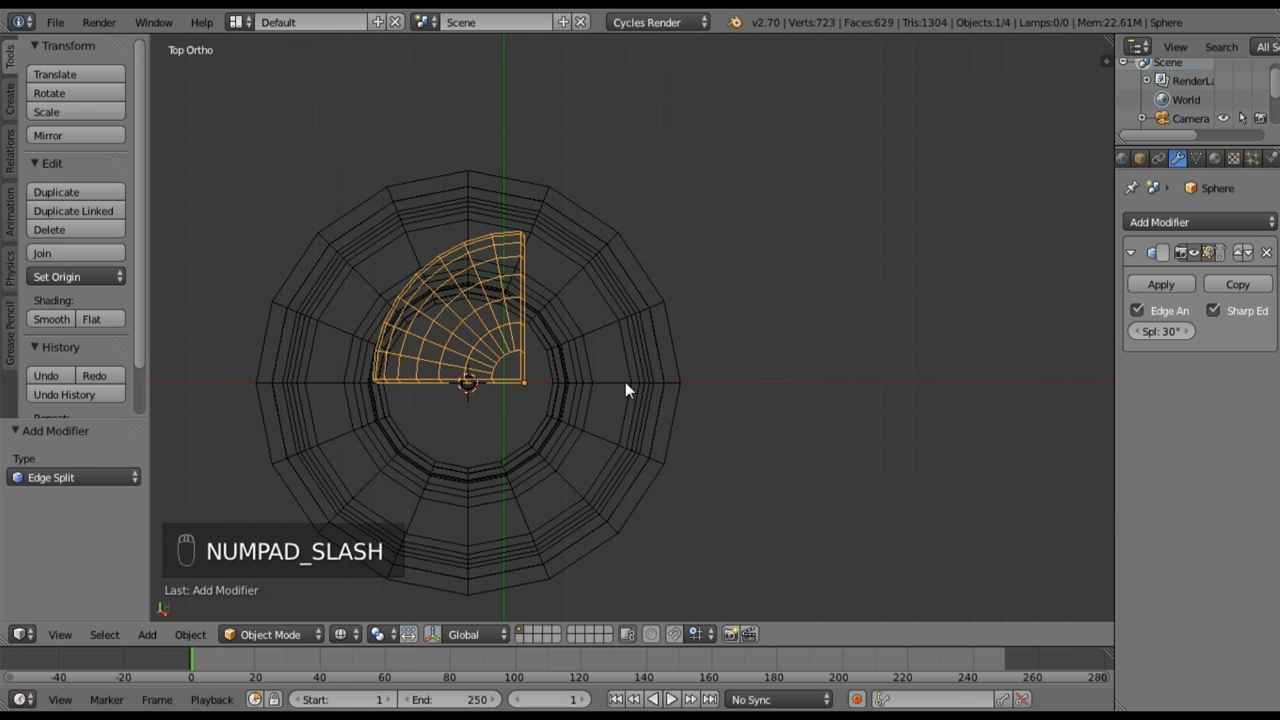 File Render Window Help Default Scene Cycles Render v2.70 | Verts:723 | Faces:629 | Tris:1304 | Objects:1/4 | Lamps:0/0 | Mem:22.61M | Sphere
Tools
Create
Relations
Animation
Physics
Grease Pencil
Transform
Translate
Rotate
Scale
Mirror
Edit
Duplicate
Duplicate Linked
Delete
Join
Set Origin
Shading:
Smooth Flat
History
Undo Redo
Undo History
Add Modifier
Type
Edge Split
Top Ortho
NUMPAD_SLASH
Last: Add Modifier
View Search All S
Scene
RenderLa
World
Camera
Sphere
Add Modifier
Apply Copy
Edge An Sharp Ed
Spl: 30°
View Select Add Object Object Mode Global
-40 -20 0 20 40 60 80 100 120 140 160 180 200 220 240 260 280
View Marker Frame Playback Start: 1 End: 250 1 No Sync